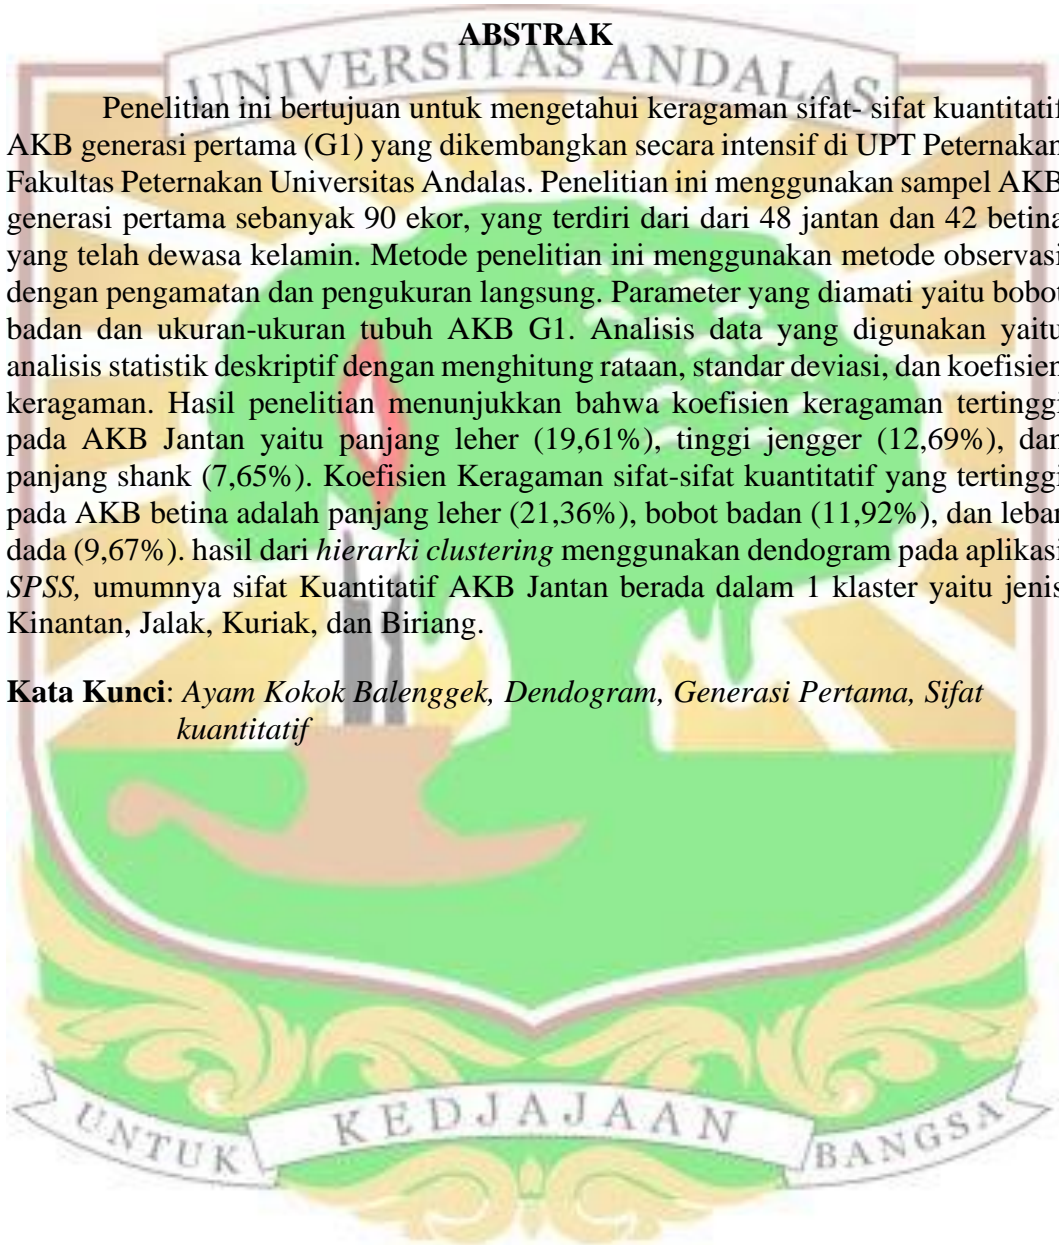 ABSTRAK
UNIVERSITAS ANDALAS
Penelitian ini bertujuan untuk mengetahui keragaman sifat- sifat kuantitatif
AKB generasi pertama (G1) yang dikembangkan secara intensif di UPT Peternakan
Fakultas Peternakan Universitas Andalas. Penelitian ini menggunakan sampel AKB
generasi pertama sebanyak 90 ekor, yang terdiri dari dari 48 jantan dan 42 betina
yang telah dewasa kelamin. Metode penelitian ini menggunakan metode observasi
dengan pengamatan dan pengukuran langsung. Parameter yang diamati yaitu bobot
badan dan ukuran-ukuran tubuh AKB G1. Analisis data yang digunakan yaitu
analisis statistik deskriptif dengan menghitung rataan, standar deviasi, dan koefisien
keragaman. Hasil penelitian menunjukkan bahwa koefisien keragaman tertinggi
pada AKB Jantan yaitu panjang leher (19,61%), tinggi jengger (12,69%), dan
panjang shank (7,65%). Koefisien Keragaman sifat-sifat kuantitatif yang tertinggi
pada AKB betina adalah panjang leher (21,36%), bobot badan (11,92%), dan lebar
dada (9,67%). hasil dari hierarki clustering menggunakan dendogram pada aplikasi
SPSS, umumnya sifat Kuantitatif AKB Jantan berada dalam 1 klaster yaitu jenis
Kinantan, Jalak, Kuriak, dan Biriang.
Kata Kunci: Ayam Kokok Balenggek, Dendogram, Generasi Pertama, Sifat
kuantitatif
UNTUK KEDJAJAAN BANGSA